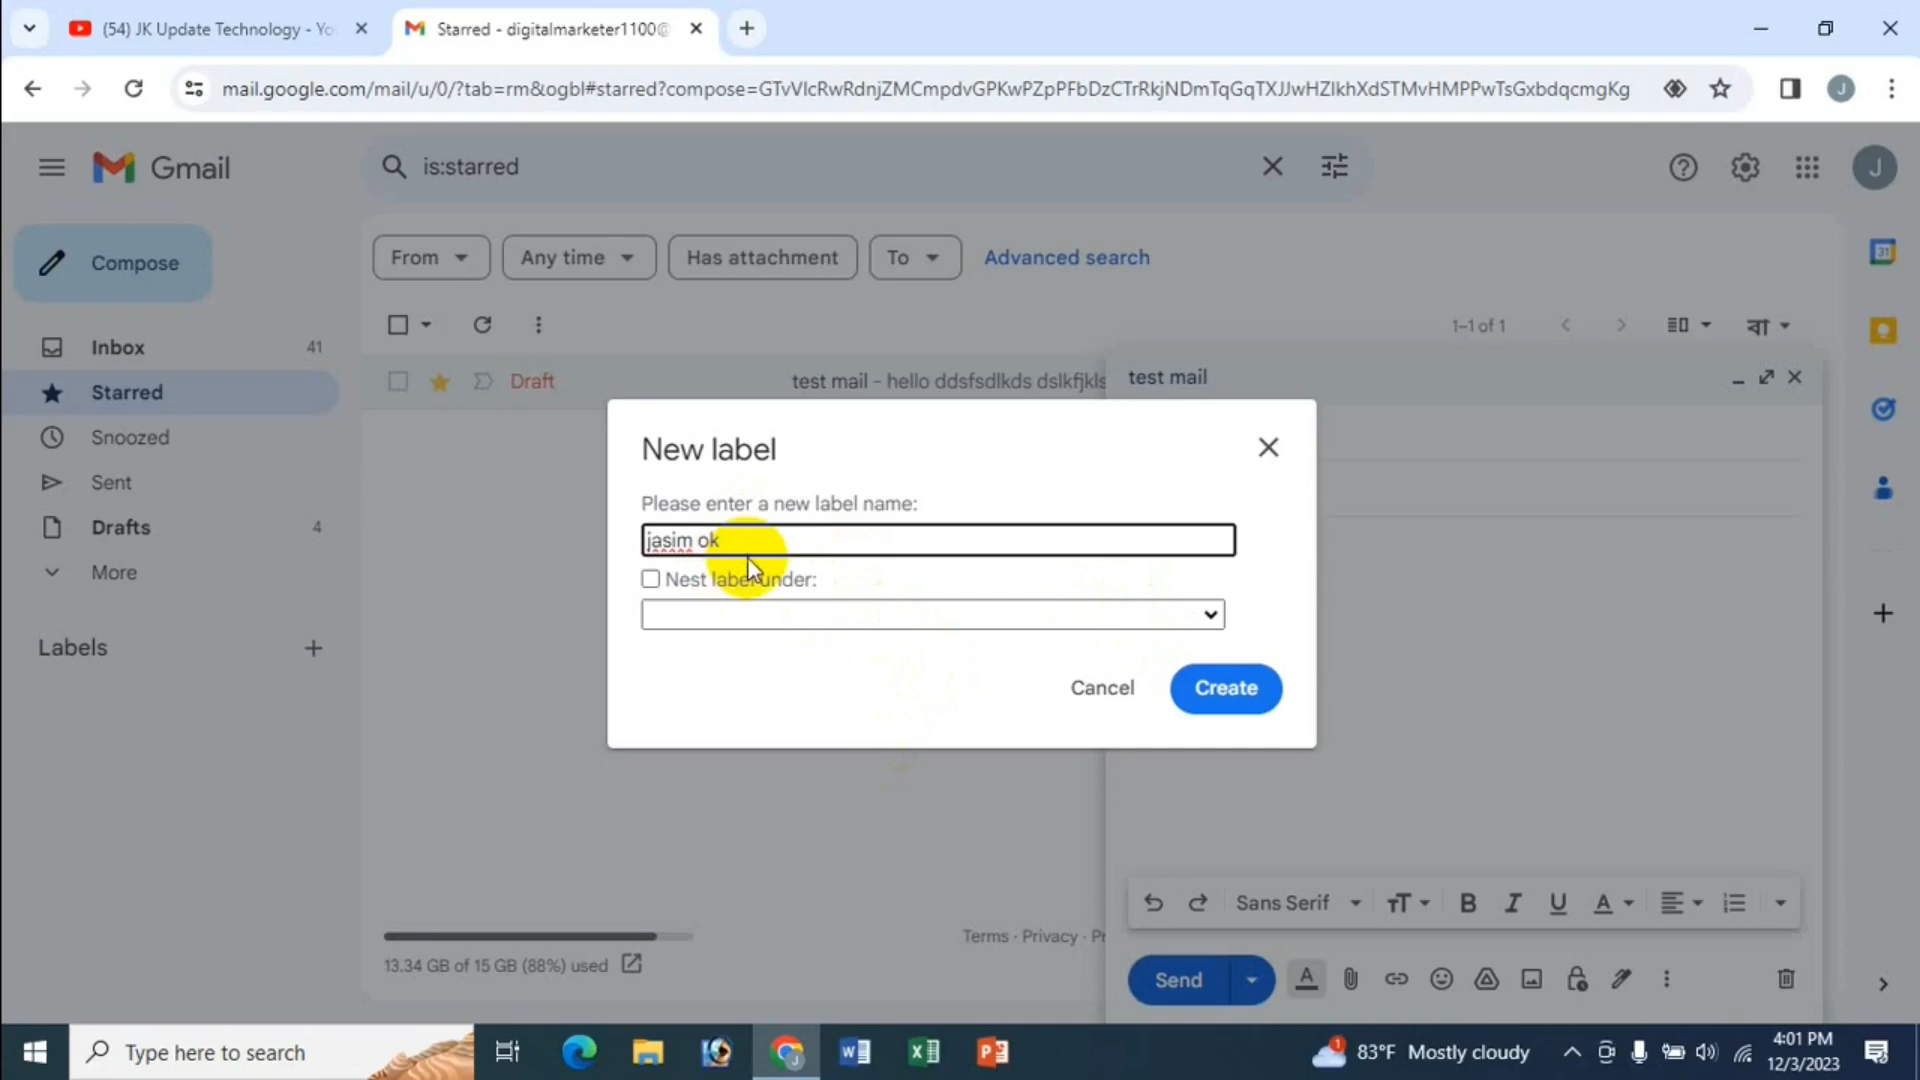 (54) JK Update Technology - Yo
Starred - digitalmarketer1100@
mail.google.com/mail/u/0/?tab=rm&ogbl#starred?compose=GTvVlcRwRdnjZMCmpdvGPKwPZpPFbDzCTrRkjNDmTqGqTXJJwHZlkhXdSTMvHMPPwTsGxbdqcmgKg
J
Gmail
is:starred
J
Compose
From
Any time
Has attachment
To
Advanced search
31
1–1 of 1
বা
Inbox 41
Starred
Snoozed
Sent
Drafts 4
More
Labels
Draft
test mail - hello ddsfsdlkds dslkfjkls
test mail
New label
Please enter a new label name:
jasim ok
Nest label under:
Cancel
Create
Sans Serif
Terms · Privacy · Pr
13.34 GB of 15 GB (88%) used
Send
Type here to search
1
83°F Mostly cloudy
4:01 PM
12/3/2023